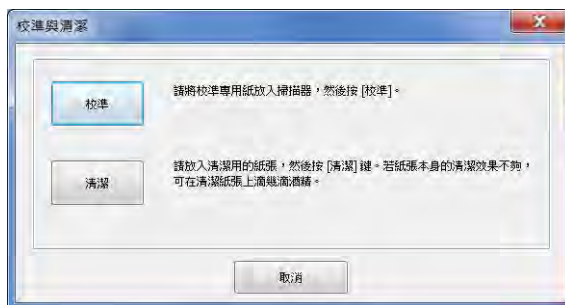 校準與清潔
校準
請將校準專用紙放入掃描器，然後按 [校準]。
清潔
請放入清潔用的紙張，然後按 [清潔] 鍵。若紙張本身的清潔效果不夠，
可在清潔紙張上滴幾滴酒精。
取消